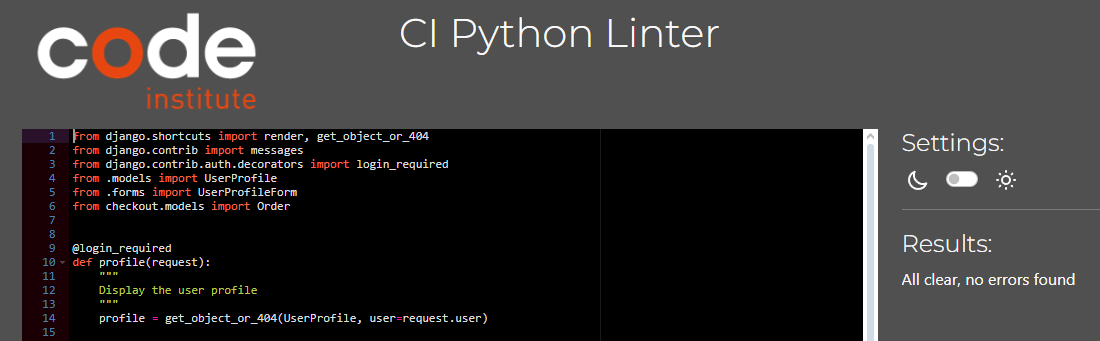 code
institute
CI Python Linter
1 from django.shortcuts import render, get_object_or_404
2 from django.contrib import messages
3 from django.contrib.auth.decorators import login_required
4 from .models import UserProfile
5 from .forms import UserProfileForm
6 from checkout.models import Order
7
8
9 @login_required
10 def profile(request):
11     """
12     Display the user profile
13     """
14     profile = get_object_or_404(UserProfile, user=request.user)
15
Settings:
Results:
All clear, no errors found